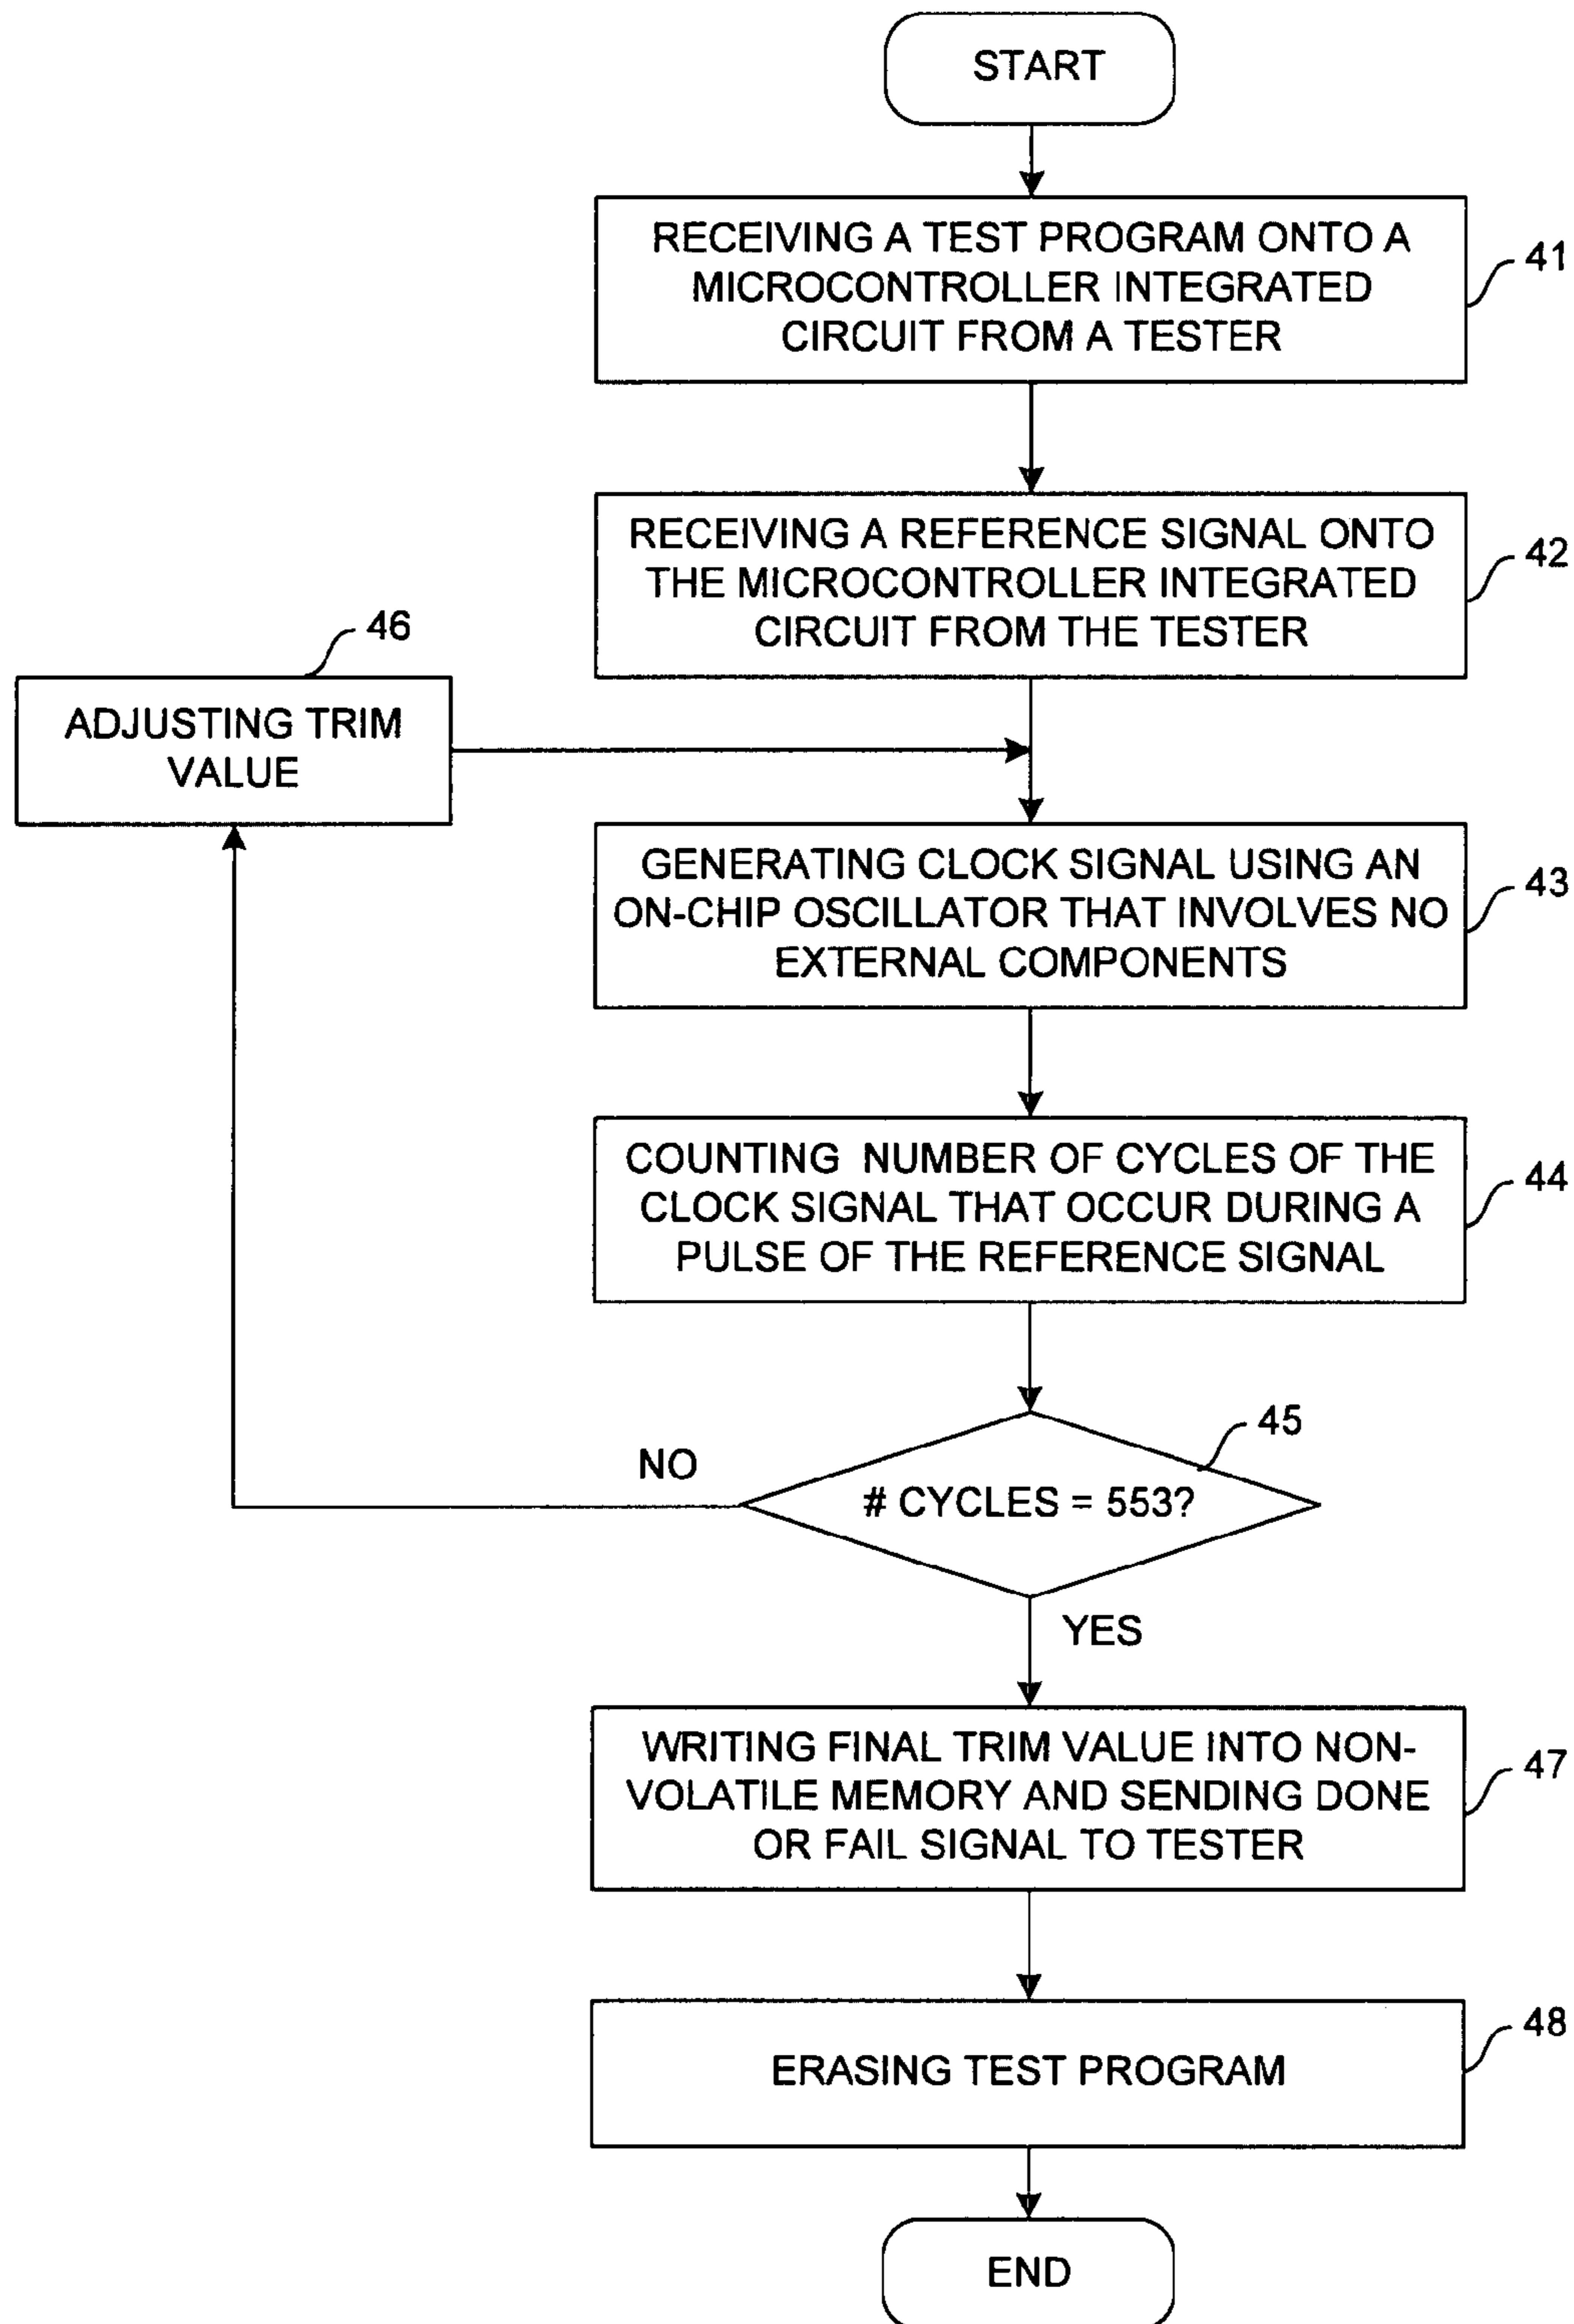 START
RECEIVING A TEST PROGRAM ONTO A
MICROCONTROLLER INTEGRATED
CIRCUIT FROM A TESTER
41
RECEIVING A REFERENCE SIGNAL ONTO
THE MICROCONTROLLER INTEGRATED
CIRCUIT FROM THE TESTER
42
46
ADJUSTING TRIM
VALUE
GENERATING CLOCK SIGNAL USING AN
ON-CHIP OSCILLATOR THAT INVOLVES NO
EXTERNAL COMPONENTS
43
COUNTING NUMBER OF CYCLES OF THE
CLOCK SIGNAL THAT OCCUR DURING A
PULSE OF THE REFERENCE SIGNAL
44
45
NO
# CYCLES = 553?
YES
WRITING FINAL TRIM VALUE INTO NON-
VOLATILE MEMORY AND SENDING DONE
OR FAIL SIGNAL TO TESTER
47
ERASING TEST PROGRAM
48
END